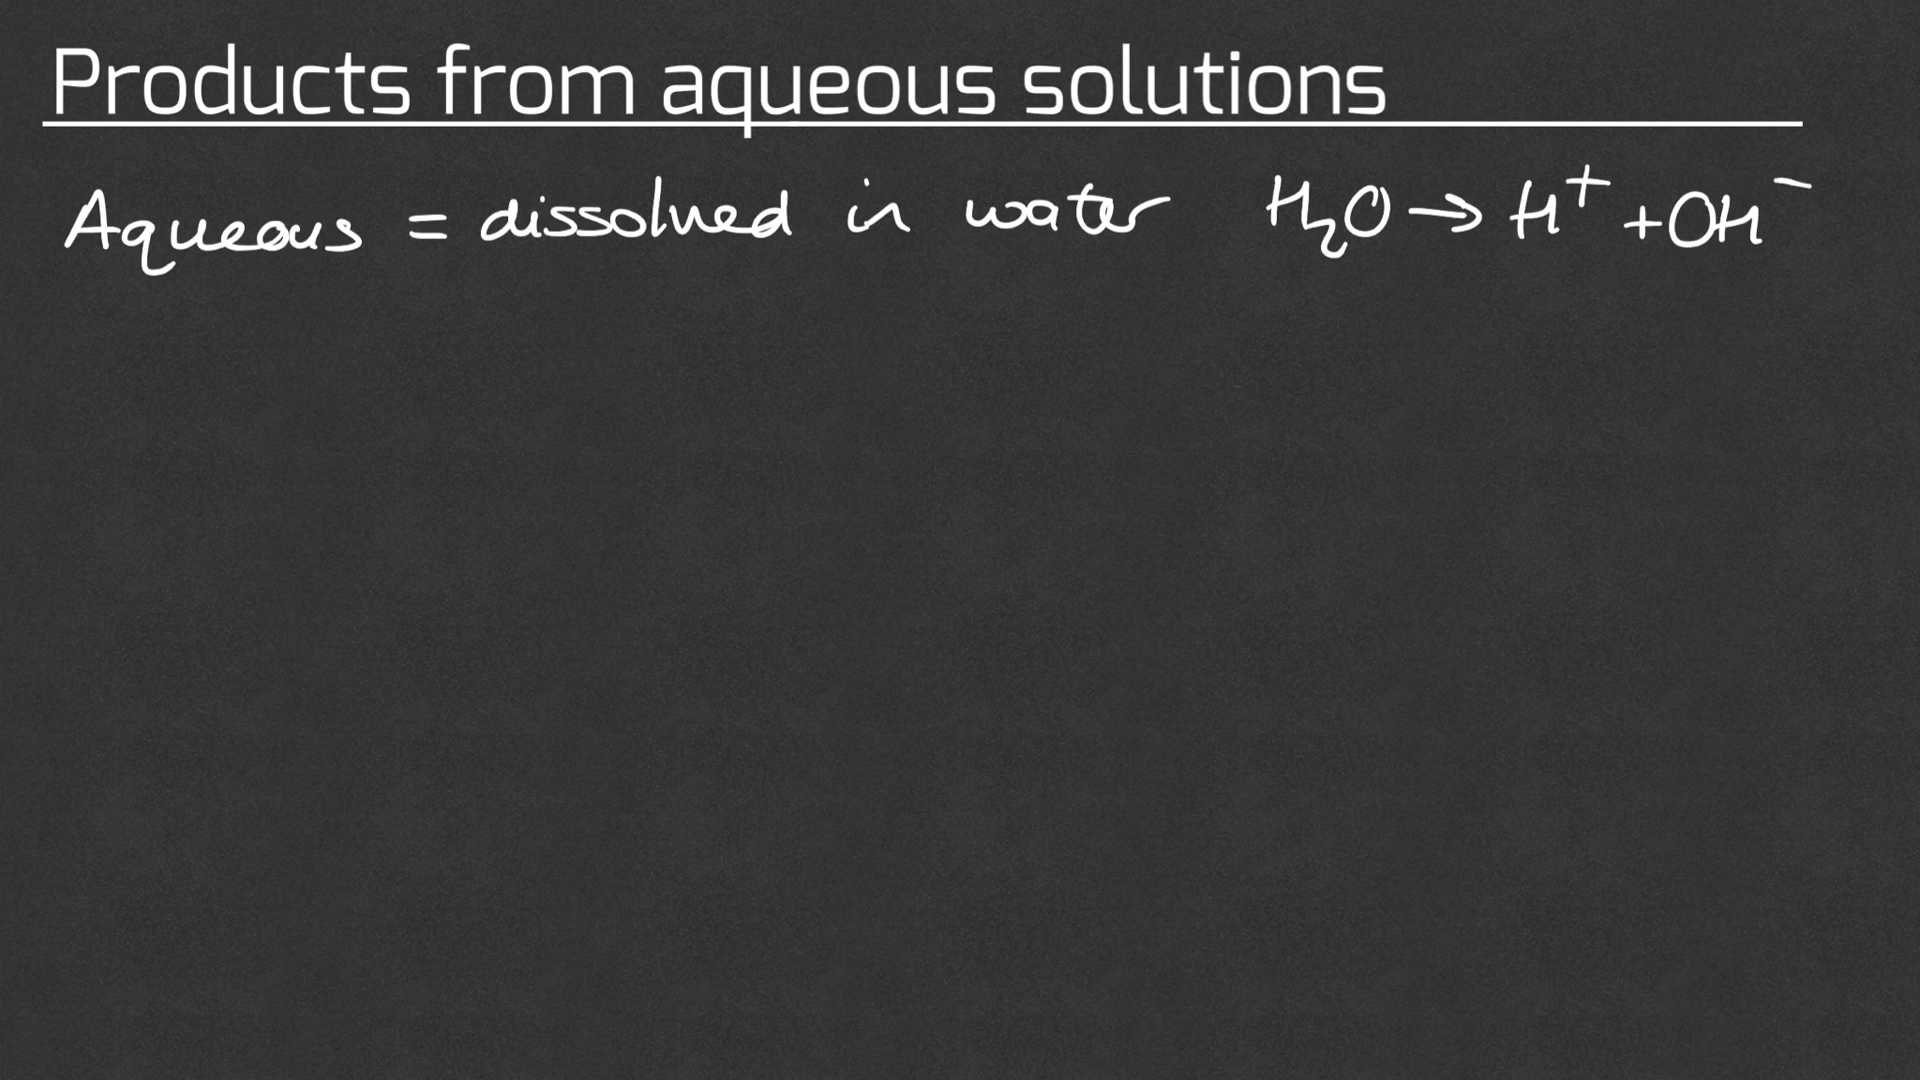 Products from aqueous solutions
Aqueous = dissolved in water H₂O → H⁺ + OH⁻